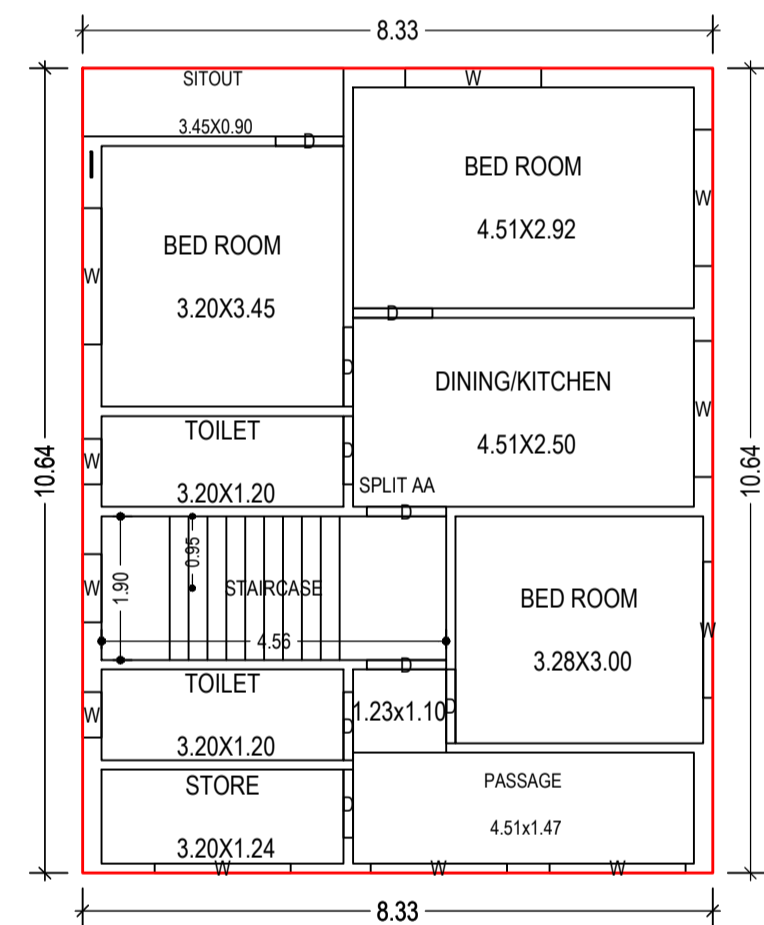 8.33
SITOUT
3.45X0.90
W
D
BED ROOM
4.51X2.92
W
BED ROOM
3.20X3.45
W
D
D
DINING/KITCHEN
4.51X2.50
W
TOILET
3.20X1.20
W
D
SPLIT AA
D
10.64
10.64
0.95
1.90
STAIRCASE
4.56
W
BED ROOM
3.28X3.00
W
D
TOILET
3.20X1.20
W
D
1.23x1.10
D
STORE
3.20X1.24
D
PASSAGE
4.51x1.47
W
W
W
8.33